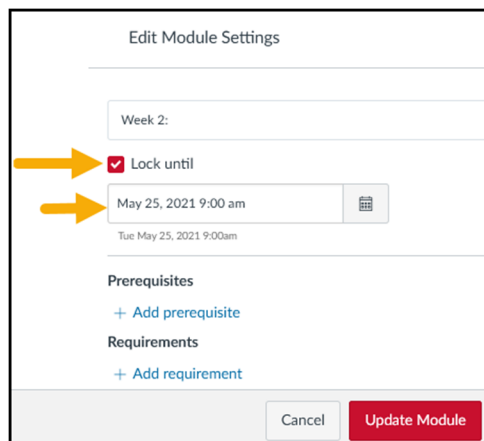 Edit Module Settings
Week 2:
Lock until
May 25, 2021 9:00 am
Tue May 25, 2021 9:00am
Prerequisites
+ Add prerequisite
Requirements
+ Add requirement
Cancel Update Module